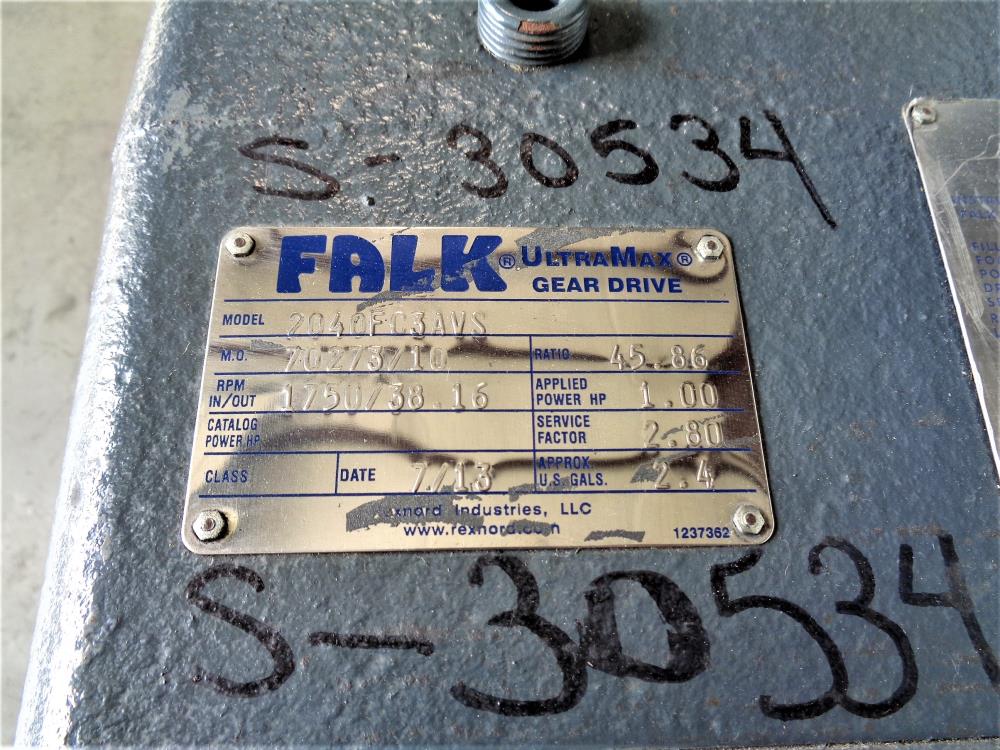 S-30534
FALK® ULTRAMAX®
GEAR DRIVE
MODEL 2040FC3AVS
M.O. 70273/10 RATIO 45.86
RPM IN/OUT 1750/38.16 APPLIED POWER HP 1.00
CATALOG POWER HP SERVICE FACTOR 2.80
CLASS DATE 7/13 APPROX. U.S. GALS. 2.4
Industries, LLC
www.rexnord.com
1237362
S-30534